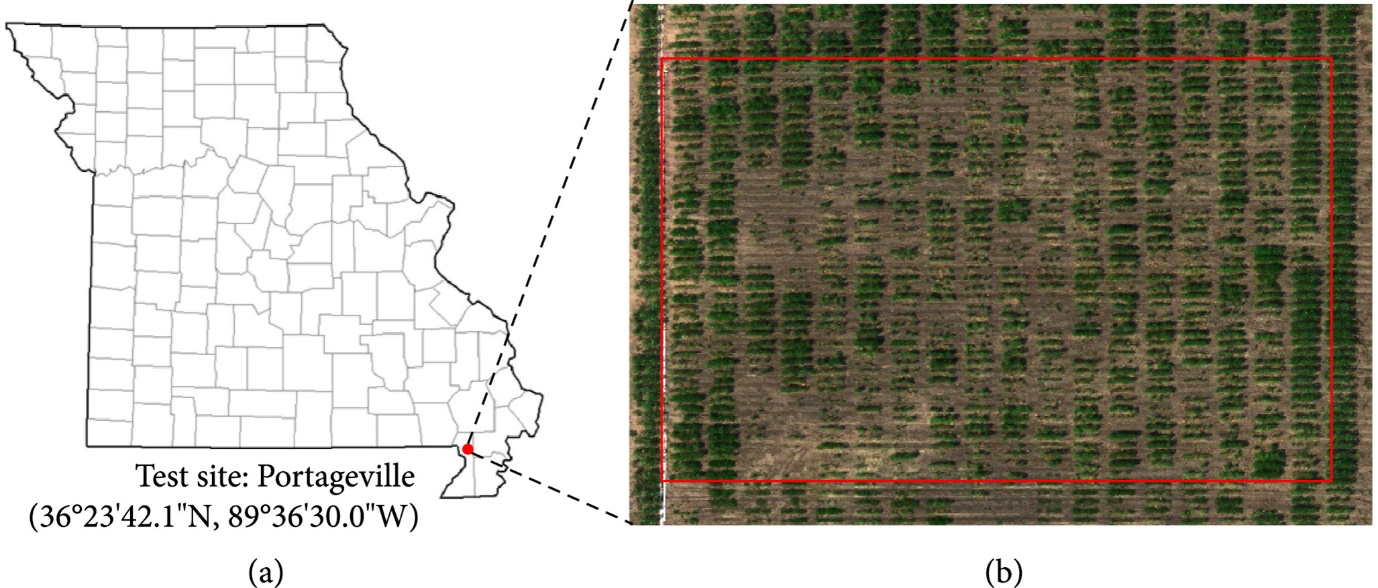 Test site: Portageville
(36°23'42.1"N, 89°36'30.0"W)
(a)
(b)